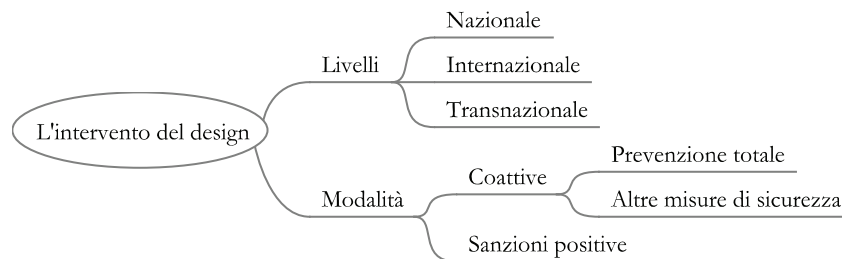 Nazionale
Livelli
Internazionale
Transnazionale
L'intervento del design
Prevenzione totale
Coattive
Modalità
Altre misure di sicurezza
Sanzioni positive